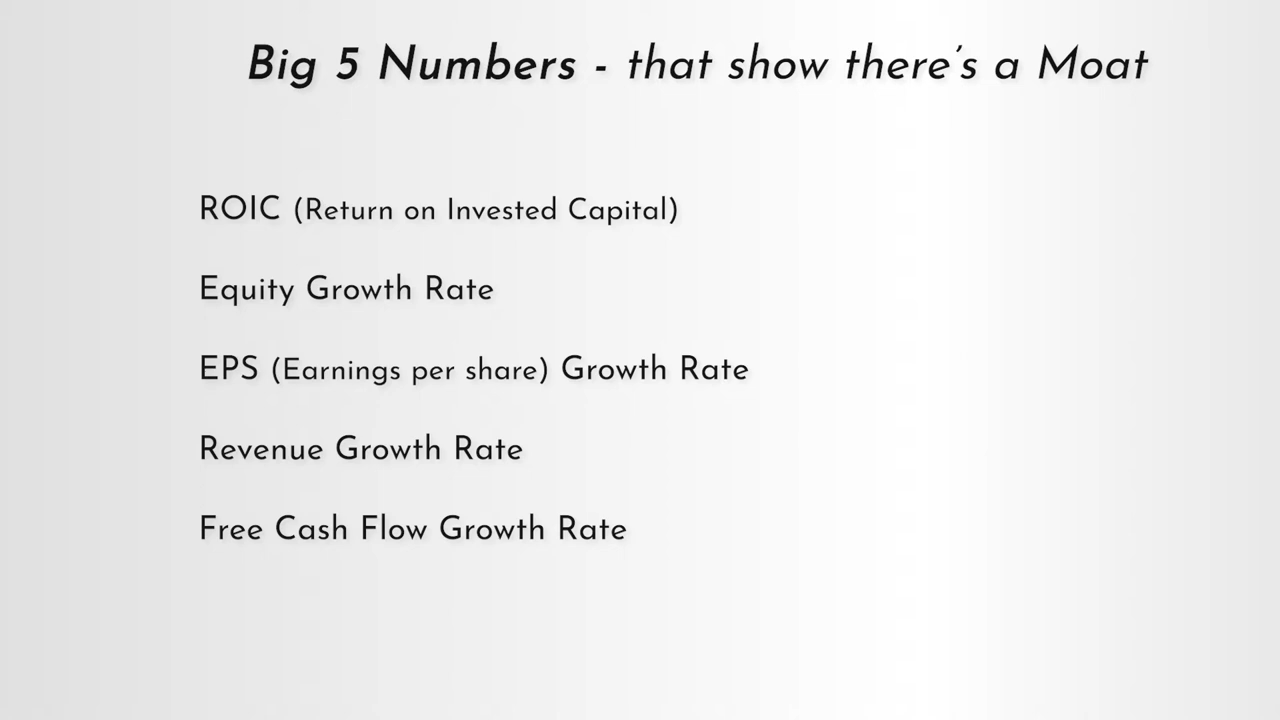 Big 5 Numbers - that show there's a Moat
ROIC (Return on Invested Capital)
Equity Growth Rate
EPS (Earnings per share) Growth Rate
Revenue Growth Rate
Free Cash Flow Growth Rate